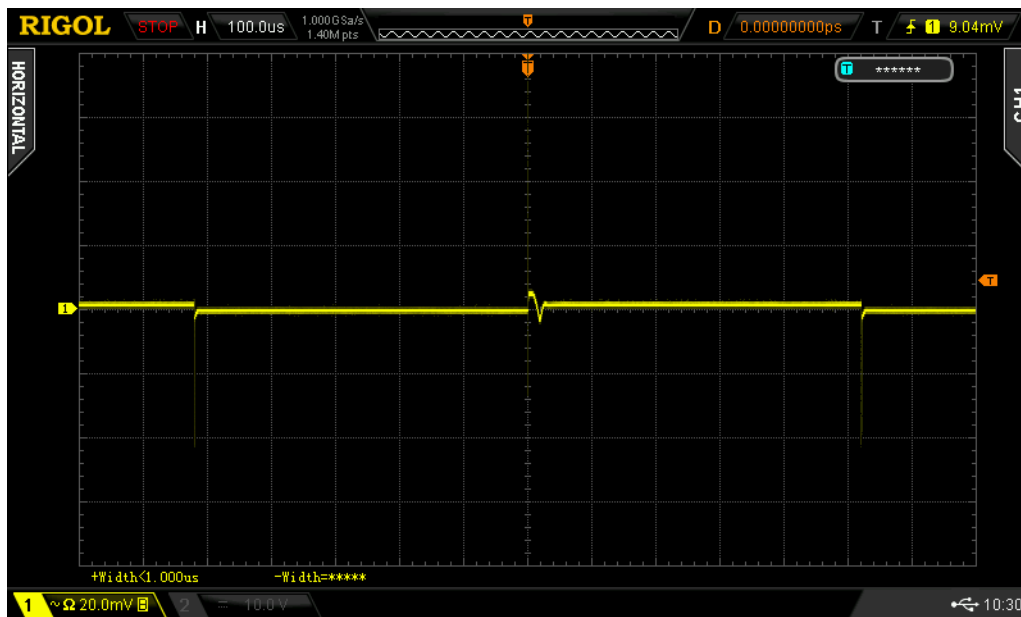 RIGOL STOP H 100.0us 1.000GSa/s D 0.00000000ps T 1 9.04mV
1.40M pts
T
HORIZONTAL
T ******
CH1
1
T
+Width<1.000us -Width=*****
1 ~Ω 20.0mV B 2 10.0V 10:30